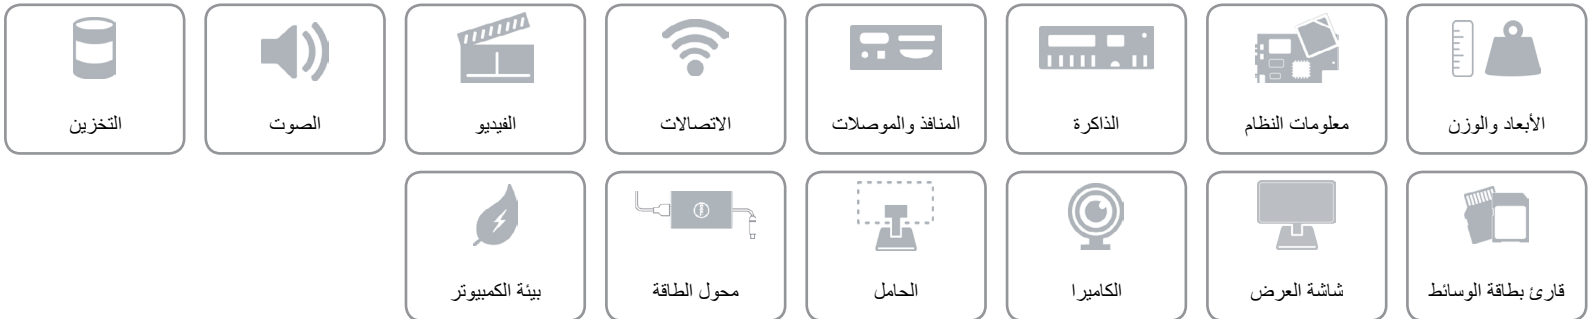 الأبعاد والوزن
معلومات النظام
الذاكرة
المنافذ والموصلات
الاتصالات
الفيديو
الصوت
التخزين
قارئ بطاقة الوسائط
شاشة العرض
الكاميرا
الحامل
محول الطاقة
بيئة الكمبيوتر